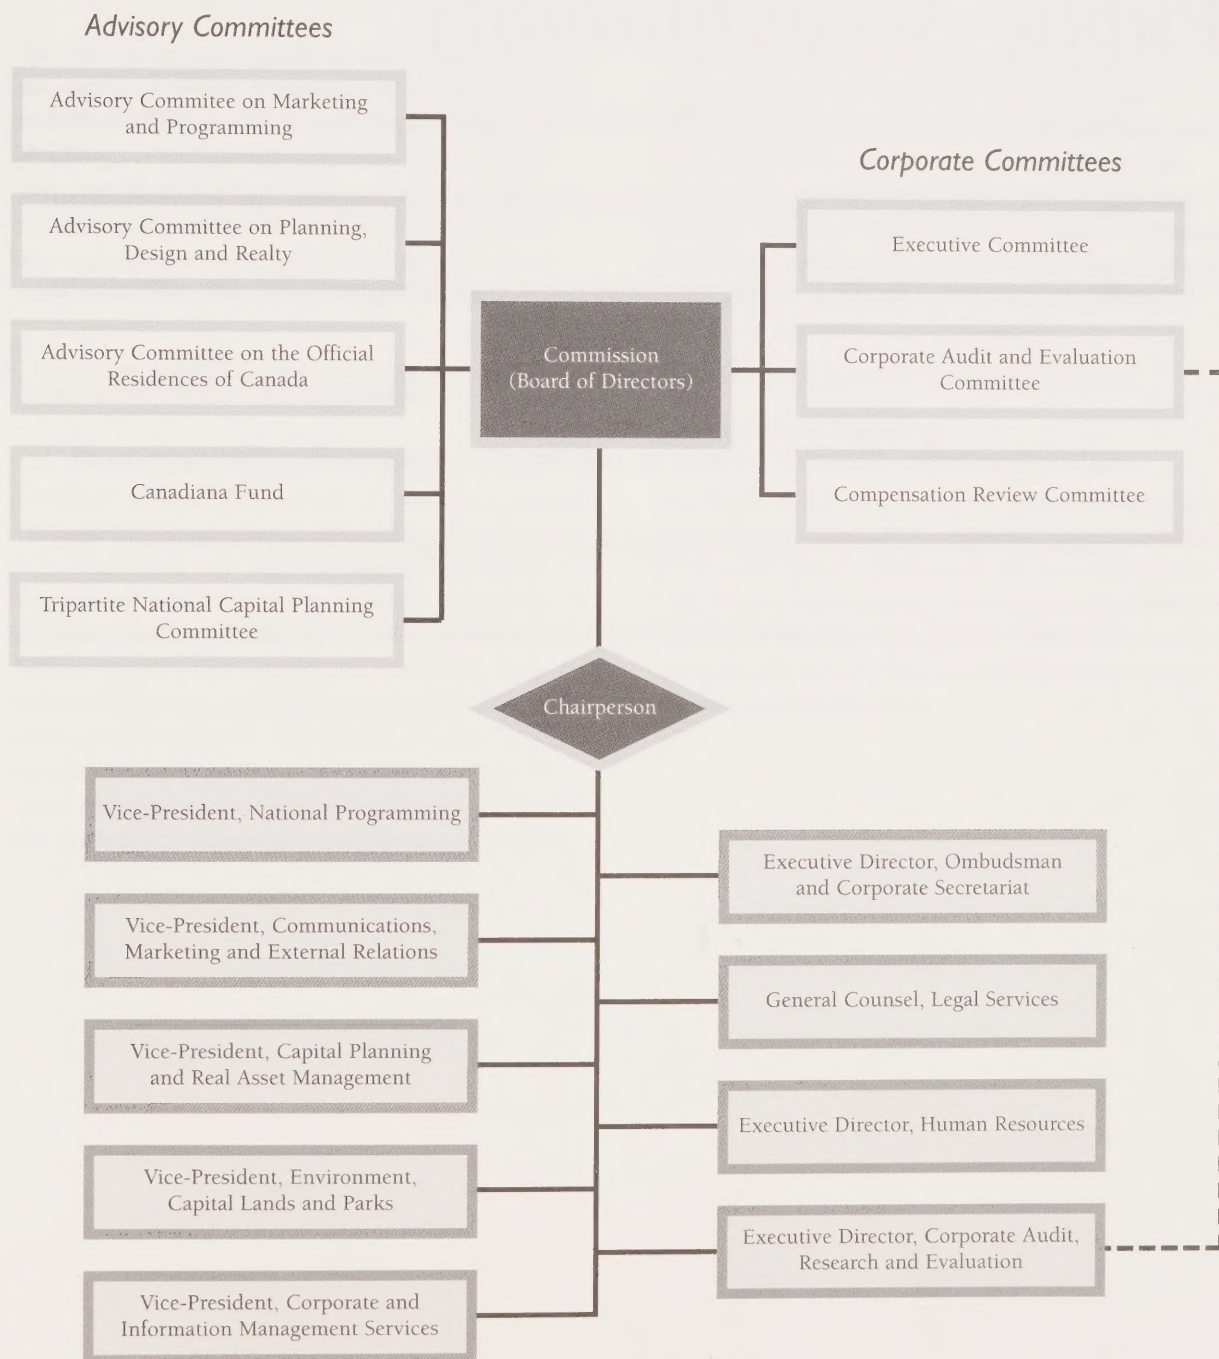 Advisory Committees
Advisory Commitee on Marketing
and Programming
Advisory Committee on Planning,
Design and Realty
Advisory Committee on the Official
Residences of Canada
Canadiana Fund
Tripartite National Capital Planning
Committee
Commission
(Board of Directors)
Corporate Committees
Executive Committee
Corporate Audit and Evaluation
Committee
Compensation Review Committee
Chairperson
Vice-President, National Programming
Vice-President, Communications,
Marketing and External Relations
Vice-President, Capital Planning
and Real Asset Management
Vice-President, Environment,
Capital Lands and Parks
Vice-President, Corporate and
Information Management Services
Executive Director, Ombudsman
and Corporate Secretariat
General Counsel, Legal Services
Executive Director, Human Resources
Executive Director, Corporate Audit,
Research and Evaluation